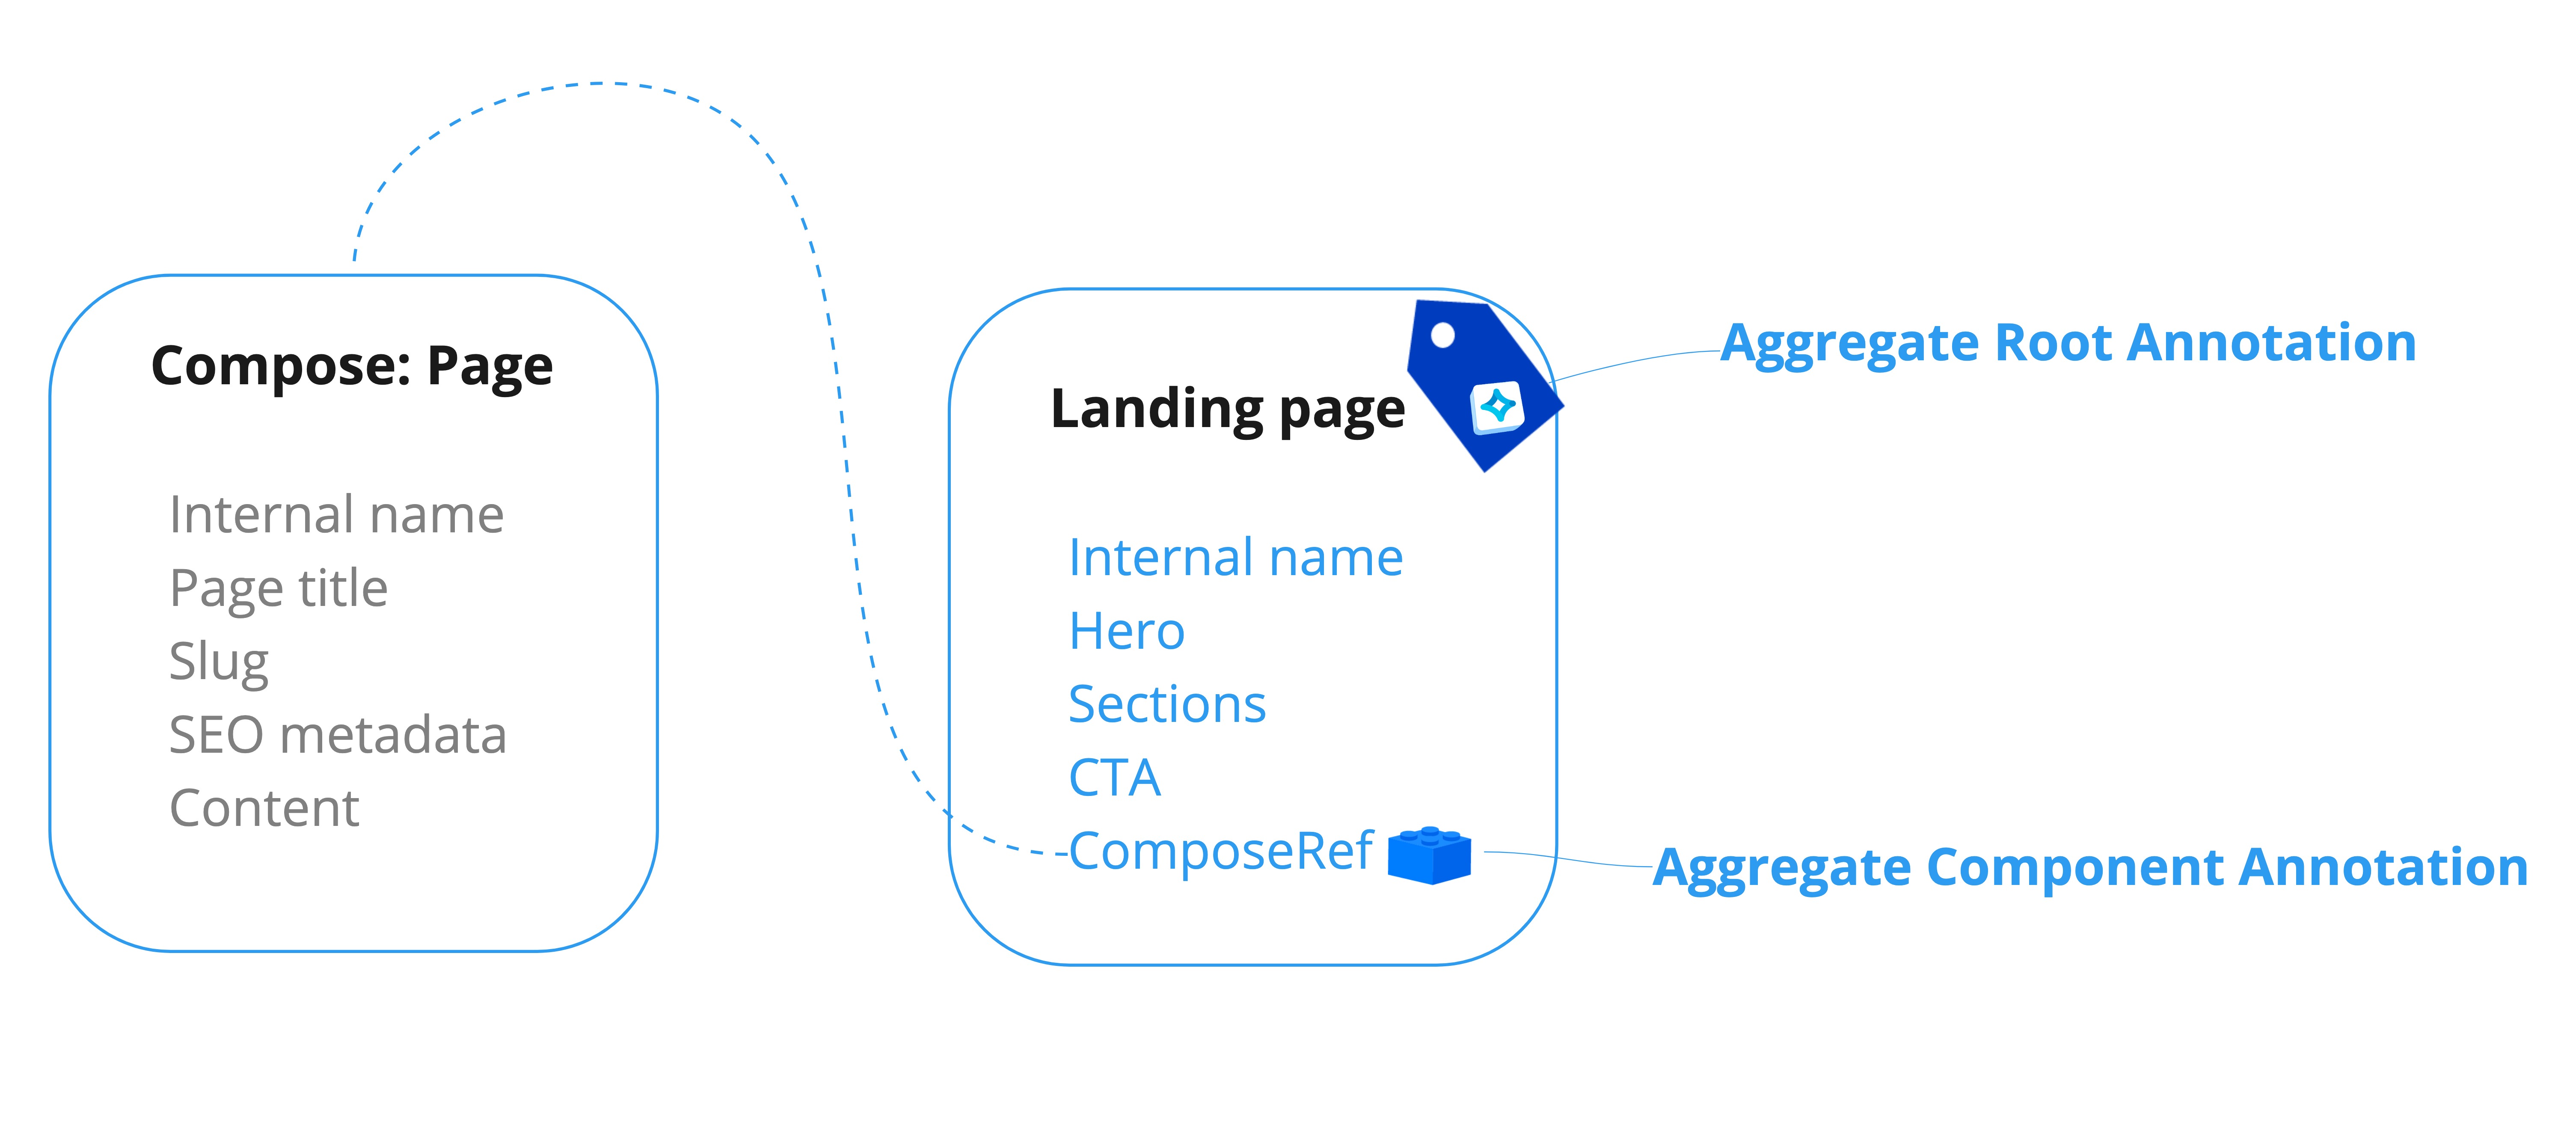 Compose: Page
Internal name
Page title
Slug
SEO metadata
Content
Landing page
Internal name
Hero
Sections
CTA
ComposeRef
Aggregate Root Annotation
Aggregate Component Annotation